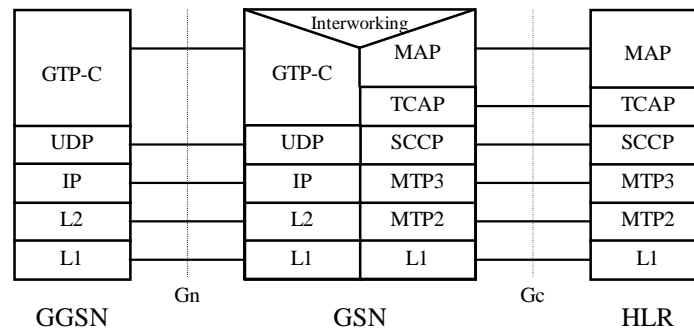 Interworking
GTP-C GTP-C MAP MAP
TCAP TCAP
UDP UDP SCCP SCCP
IP IP MTP3 MTP3
L2 L2 MTP2 MTP2
L1 L1 L1 L1
Gn Gc
GGSN GSN HLR